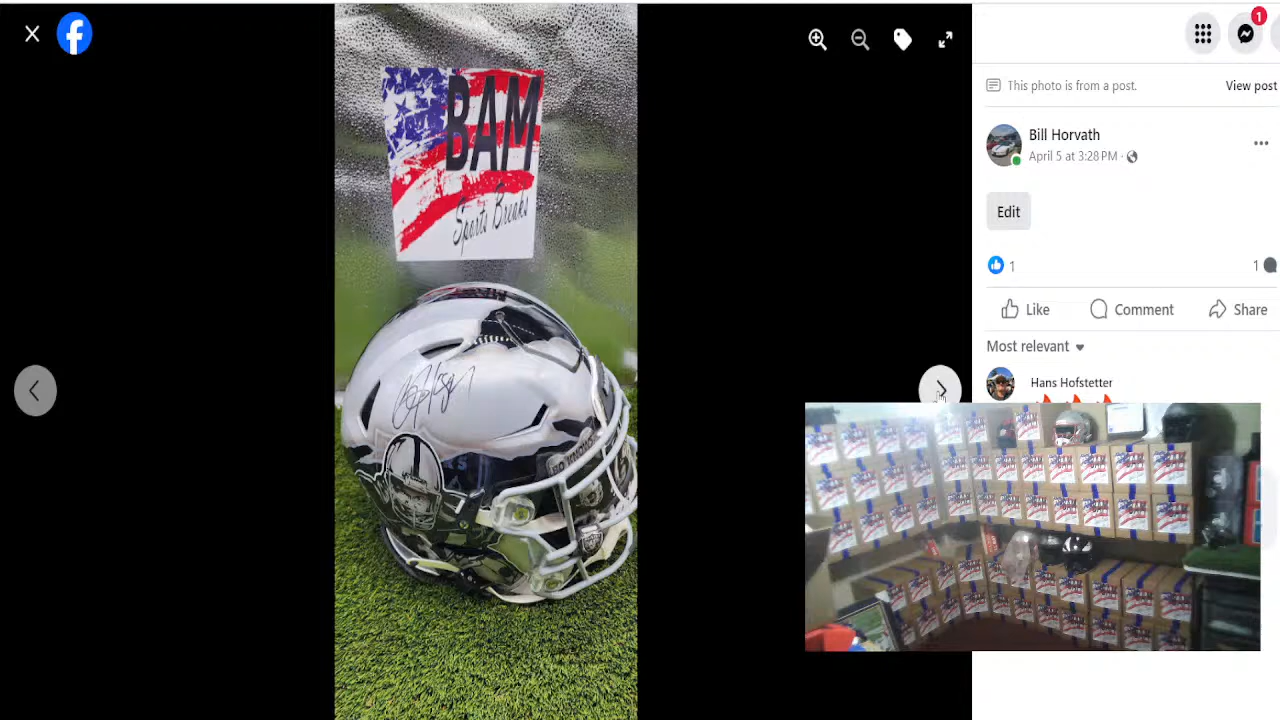 BAM
Sports Breaks
This photo is from a post.
View post
Bill Horvath
April 5 at 3:28 PM ·
Edit
1
1
1
Like
Comment
Share
Most relevant
Hans Hofstetter